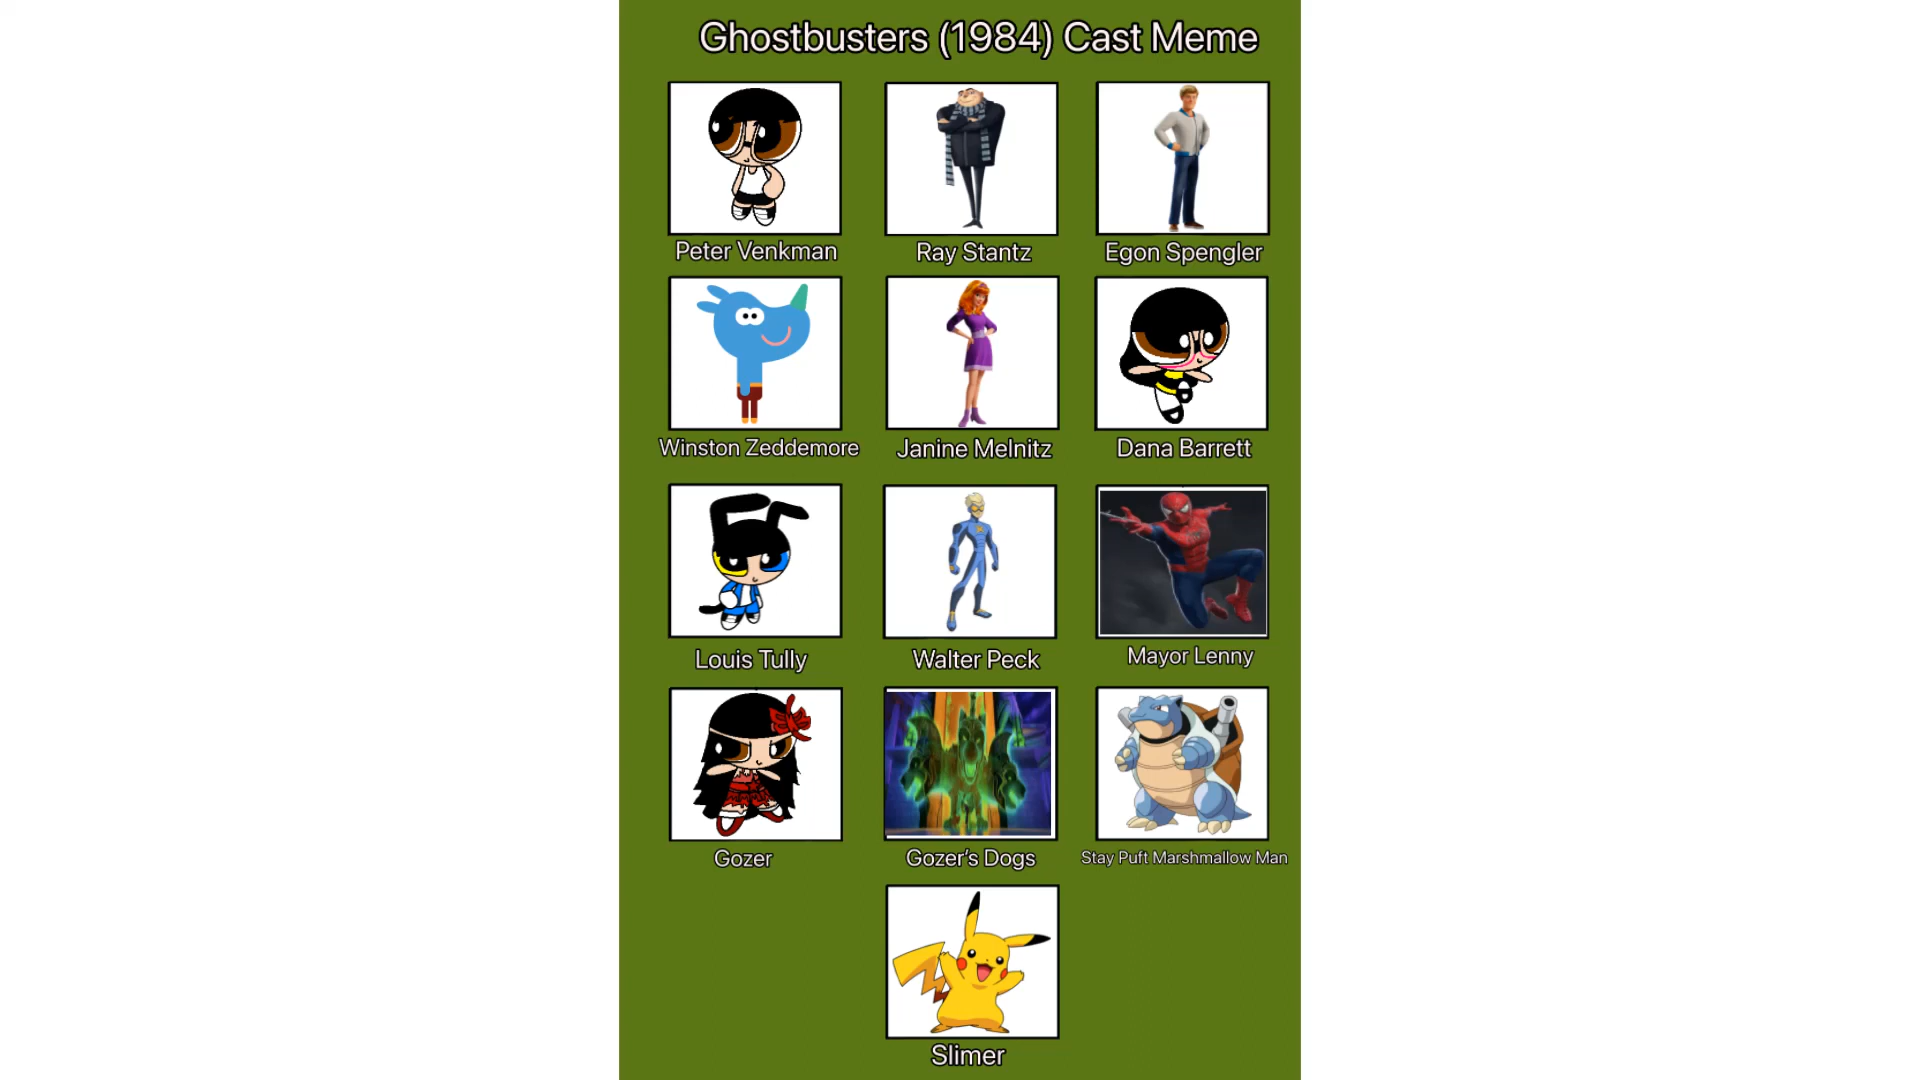 Ghostbusters (1984) Cast Meme
Peter Venkman
Ray Stantz
Egon Spengler
Winston Zeddemore
Janine Melnitz
Dana Barrett
Louis Tully
Walter Peck
Mayor Lenny
Gozer
Gozer's Dogs
Stay Puft Marshmallow Man
Slimer